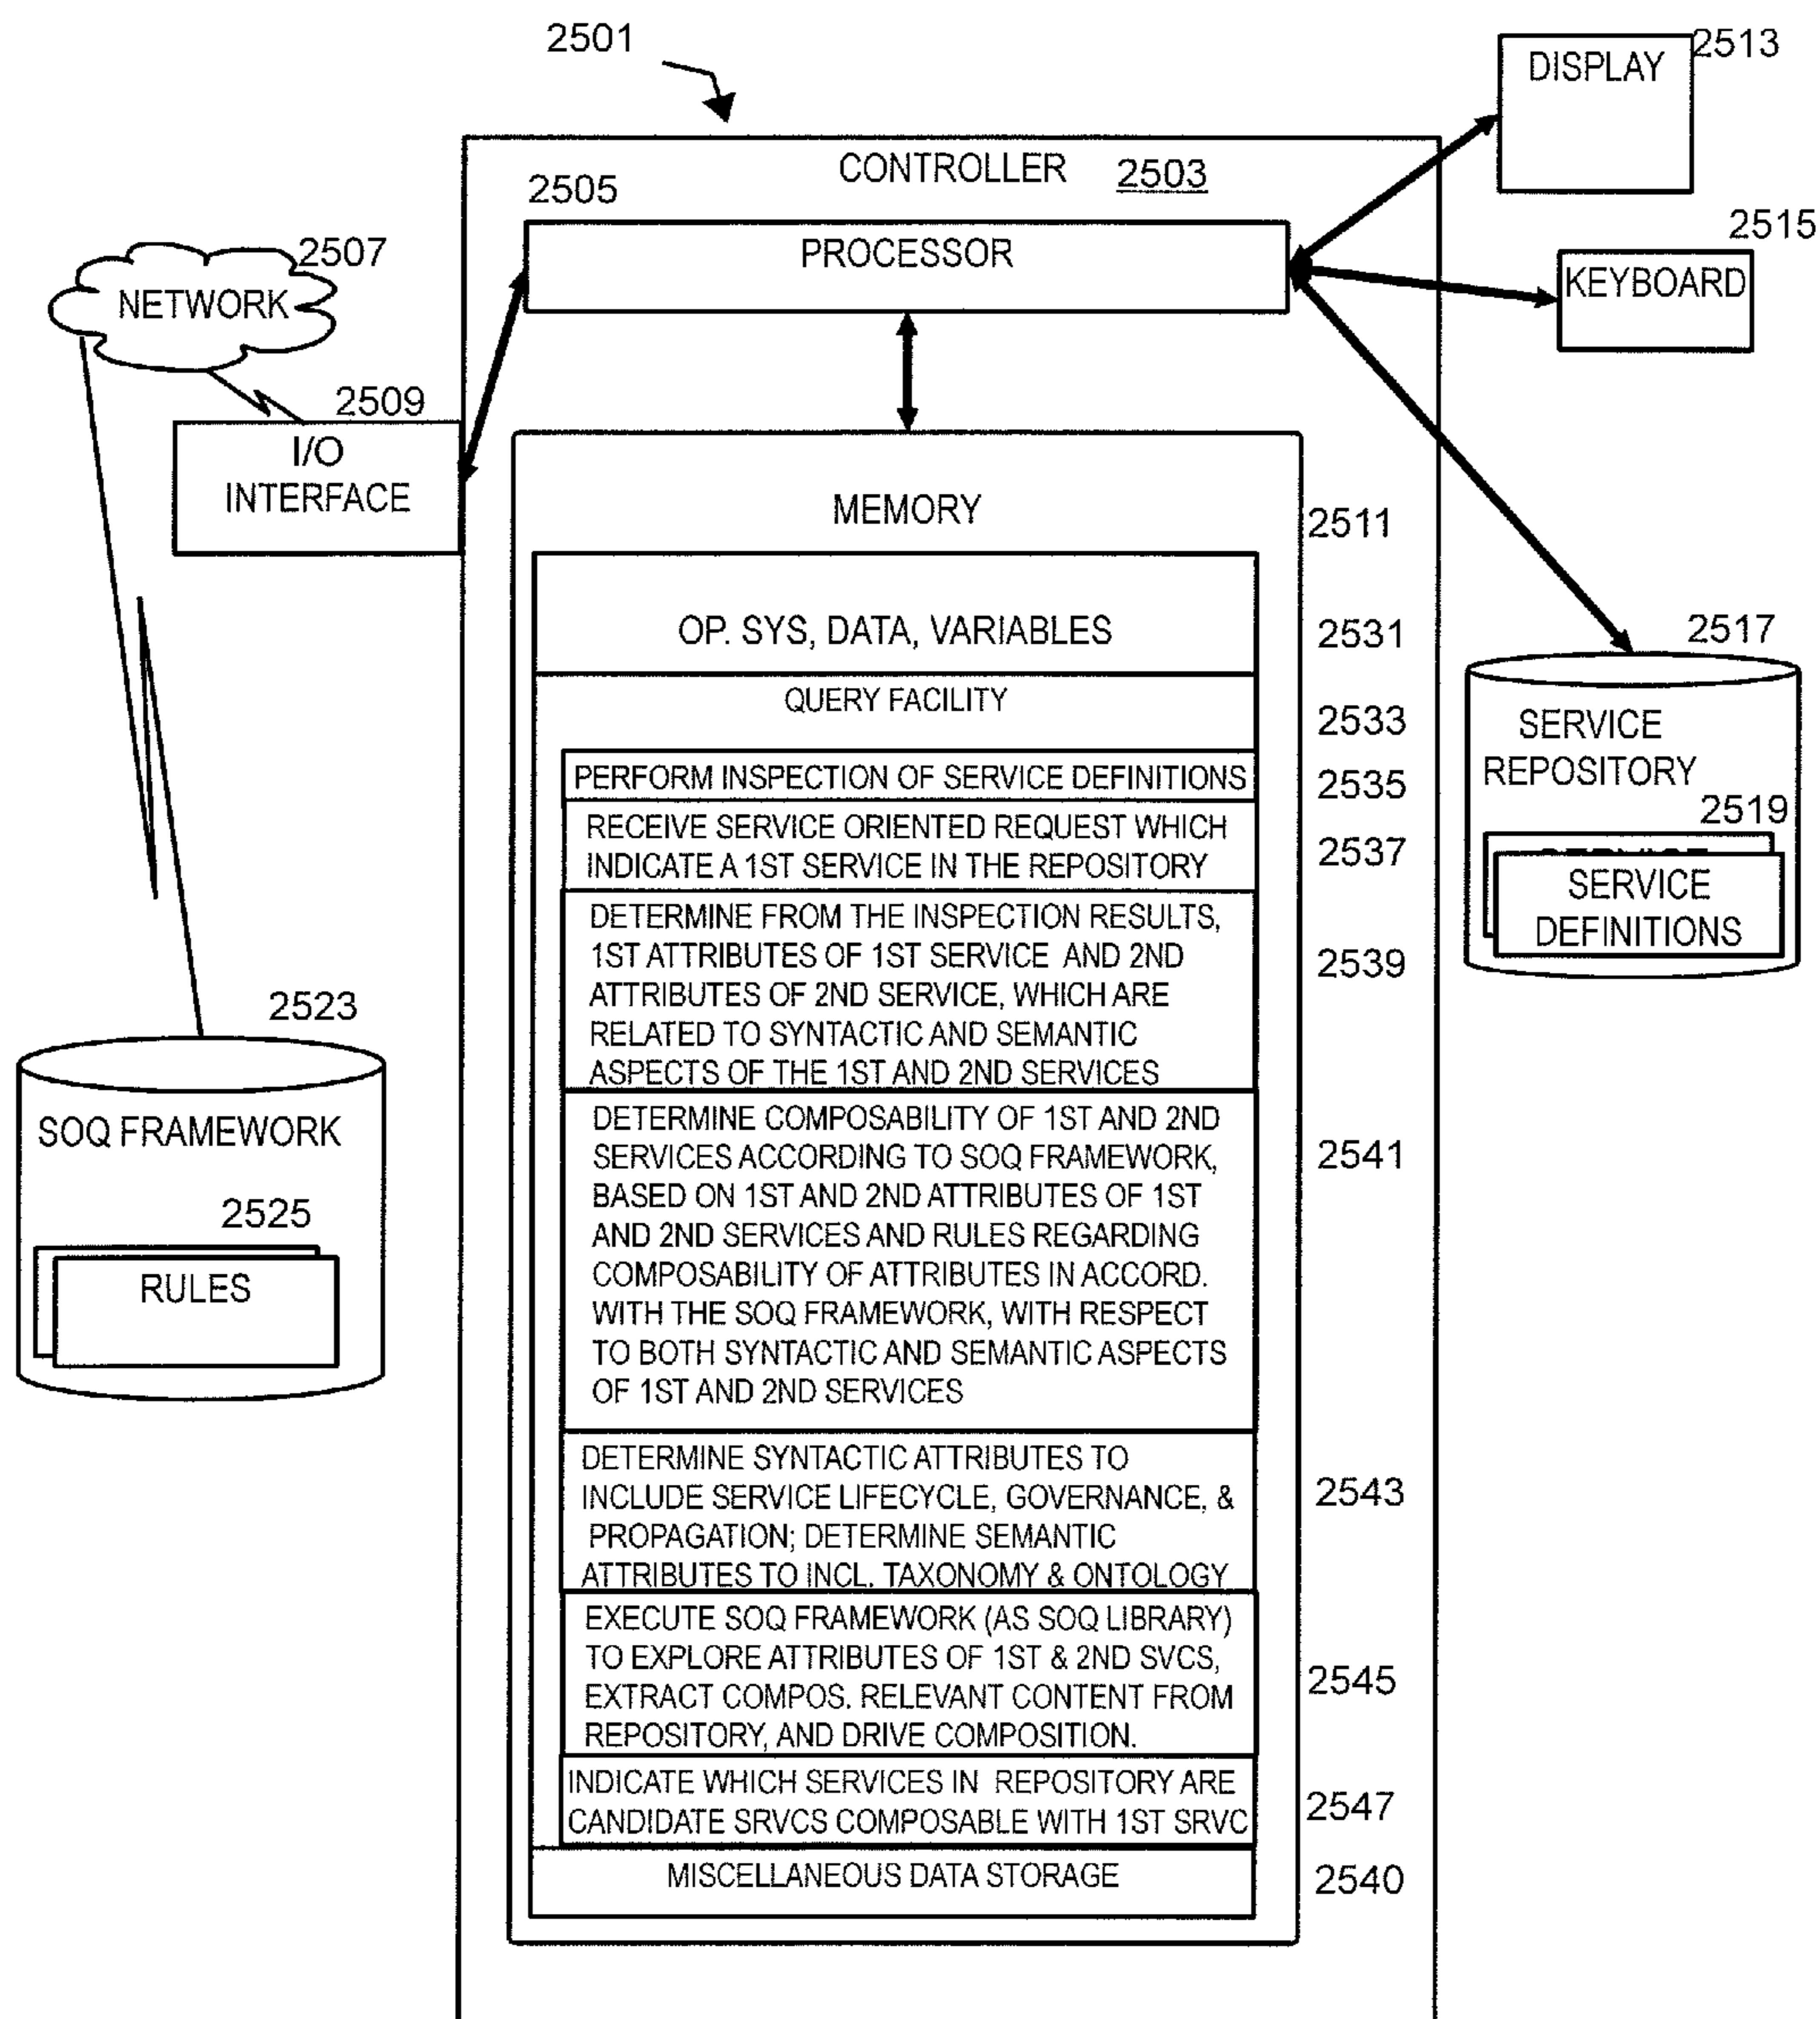 2501
2513
DISPLAY
CONTROLLER 2503
2505
PROCESSOR
2515
KEYBOARD
2507
NETWORK
2509
I/O
INTERFACE
MEMORY
2511
OP. SYS, DATA, VARIABLES
2531
QUERY FACILITY
2533
PERFORM INSPECTION OF SERVICE DEFINITIONS
2535
RECEIVE SERVICE ORIENTED REQUEST WHICH
INDICATE A 1ST SERVICE IN THE REPOSITORY
2537
DETERMINE FROM THE INSPECTION RESULTS,
1ST ATTRIBUTES OF 1ST SERVICE AND 2ND
ATTRIBUTES OF 2ND SERVICE, WHICH ARE
RELATED TO SYNTACTIC AND SEMANTIC
ASPECTS OF THE 1ST AND 2ND SERVICES
2539
DETERMINE COMPOSABILITY OF 1ST AND 2ND
SERVICES ACCORDING TO SOQ FRAMEWORK,
BASED ON 1ST AND 2ND ATTRIBUTES OF 1ST
AND 2ND SERVICES AND RULES REGARDING
COMPOSABILITY OF ATTRIBUTES IN ACCORD.
WITH THE SOQ FRAMEWORK, WITH RESPECT
TO BOTH SYNTACTIC AND SEMANTIC ASPECTS
OF 1ST AND 2ND SERVICES
2541
DETERMINE SYNTACTIC ATTRIBUTES TO
INCLUDE SERVICE LIFECYCLE, GOVERNANCE, &
PROPAGATION; DETERMINE SEMANTIC
ATTRIBUTES TO INCL. TAXONOMY & ONTOLOGY
2543
EXECUTE SOQ FRAMEWORK (AS SOQ LIBRARY)
TO EXPLORE ATTRIBUTES OF 1ST & 2ND SVCS,
EXTRACT COMPOS. RELEVANT CONTENT FROM
REPOSITORY, AND DRIVE COMPOSITION.
2545
INDICATE WHICH SERVICES IN REPOSITORY ARE
CANDIDATE SRVCS COMPOSABLE WITH 1ST SRVC
2547
MISCELLANEOUS DATA STORAGE
2540
2517
SERVICE
REPOSITORY
2519
SERVICE
DEFINITIONS
2523
SOQ FRAMEWORK
2525
RULES